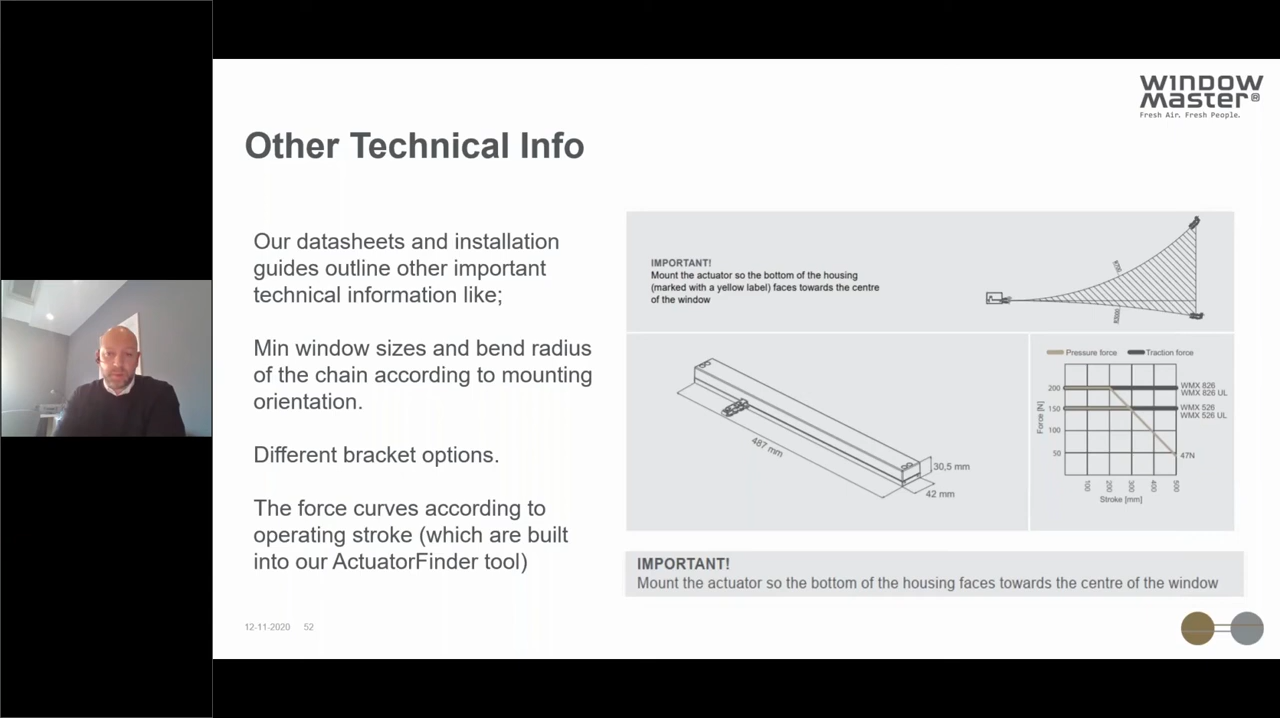 WINDOW
MASTER®
Fresh Air. Fresh People.
Other Technical Info
Our datasheets and installation
guides outline other important
technical information like;
Min window sizes and bend radius
of the chain according to mounting
orientation.
Different bracket options.
The force curves according to
operating stroke (which are built
into our ActuatorFinder tool)
IMPORTANT!
Mount the actuator so the bottom of the housing
(marked with a yellow label) faces towards the centre
of the window
487 mm
30,5 mm
42 mm
Pressure force
Traction force
Force [N]
200
150
100
50
WMX 826
WMX 826 UL
WMX 526
WMX 526 UL
47N
100
200
300
400
500
Stroke [mm]
IMPORTANT!
Mount the actuator so the bottom of the housing faces towards the centre of the window
12-11-2020
52